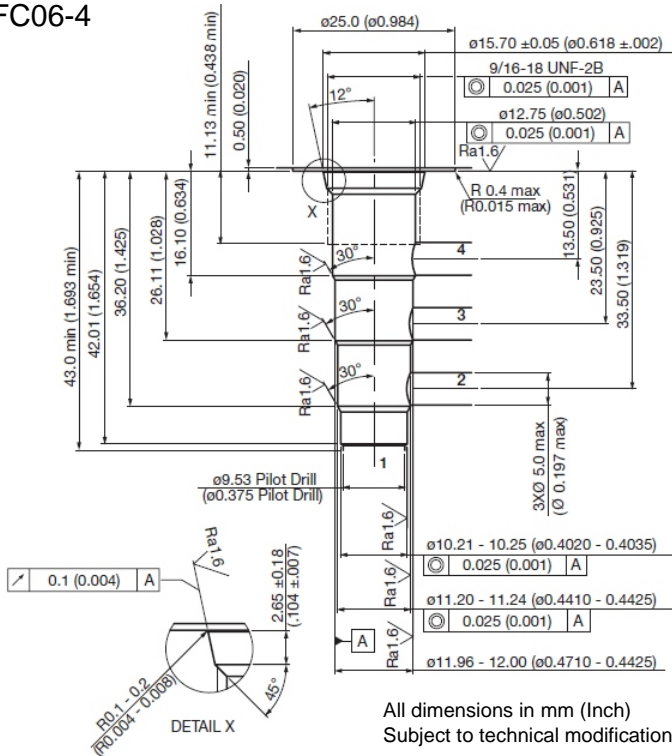 FC06-4
ø25.0 (ø0.984)
ø15.70 ±0.05 (ø0.618 ±.002)
9/16-18 UNF-2B
0.025 (0.001) A
ø12.75 (ø0.502)
0.025 (0.001) A
Ra1.6
12°
11.13 min (0.438 min)
0.50 (0.020)
X
R 0.4 max
(R0.015 max)
43.0 min (1.693 min)
42.01 (1.654)
36.20 (1.425)
26.11 (1.028)
16.10 (0.634)
13.50 (0.531)
23.50 (0.925)
33.50 (1.319)
Ra1.6
30°
4
Ra1.6
30°
3
Ra1.6
30°
2
1
3XØ 5.0 max
(Ø 0.197 max)
ø9.53 Pilot Drill
(ø0.375 Pilot Drill)
Ra1.6
ø10.21 - 10.25 (ø0.4020 - 0.4035)
0.025 (0.001) A
Ra1.6
ø11.20 - 11.24 (ø0.4410 - 0.4425)
0.025 (0.001) A
A
Ra1.6
ø11.96 - 12.00 (ø0.4710 - 0.4425)
Ra1.6
0.1 (0.004) A
2.65 ±0.18
(.104 ±.007)
45°
R0.1 - 0.2
(R0.004 - 0.008)
DETAIL X
All dimensions in mm (Inch)
Subject to technical modification